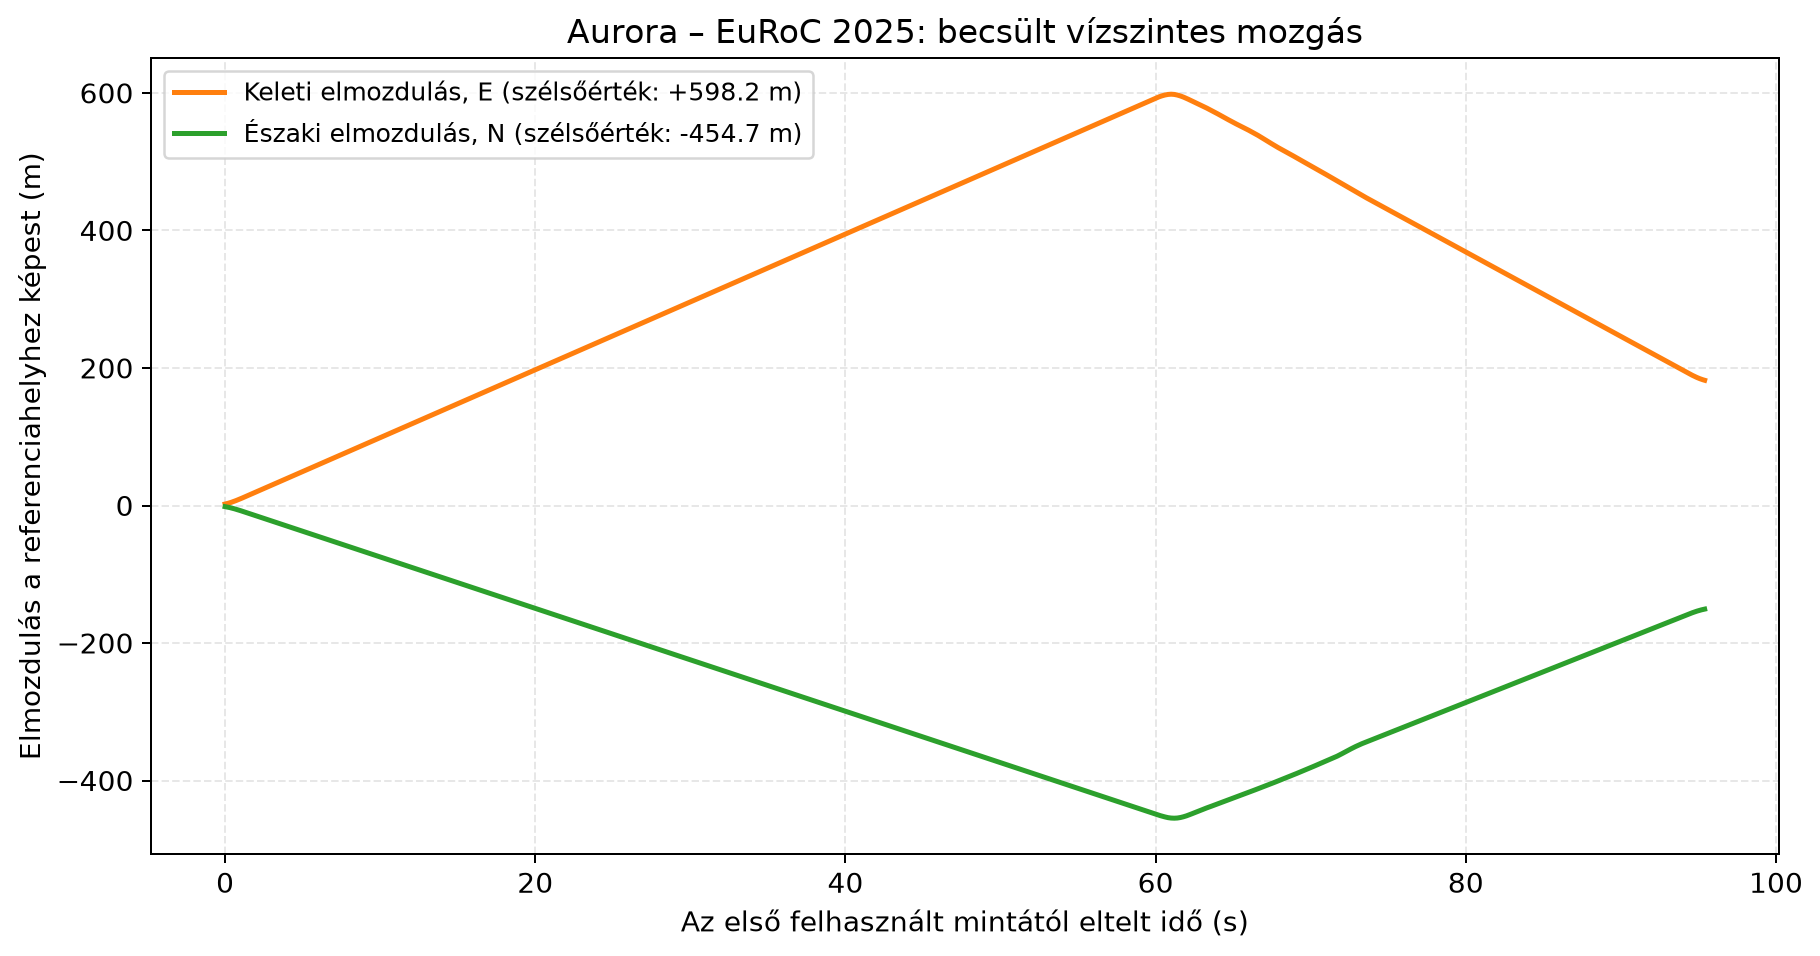 Aurora – EuRoC 2025: becsült vízszintes mozgás
Keleti elmozdulás, E (szélsőérték: +598.2 m)
Északi elmozdulás, N (szélsőérték: -454.7 m)
Elmozdulás a referenciahelyhez képest (m)
600
400
200
0
−200
−400
0 20 40 60 80 100
Az első felhasznált mintától eltelt idő (s)